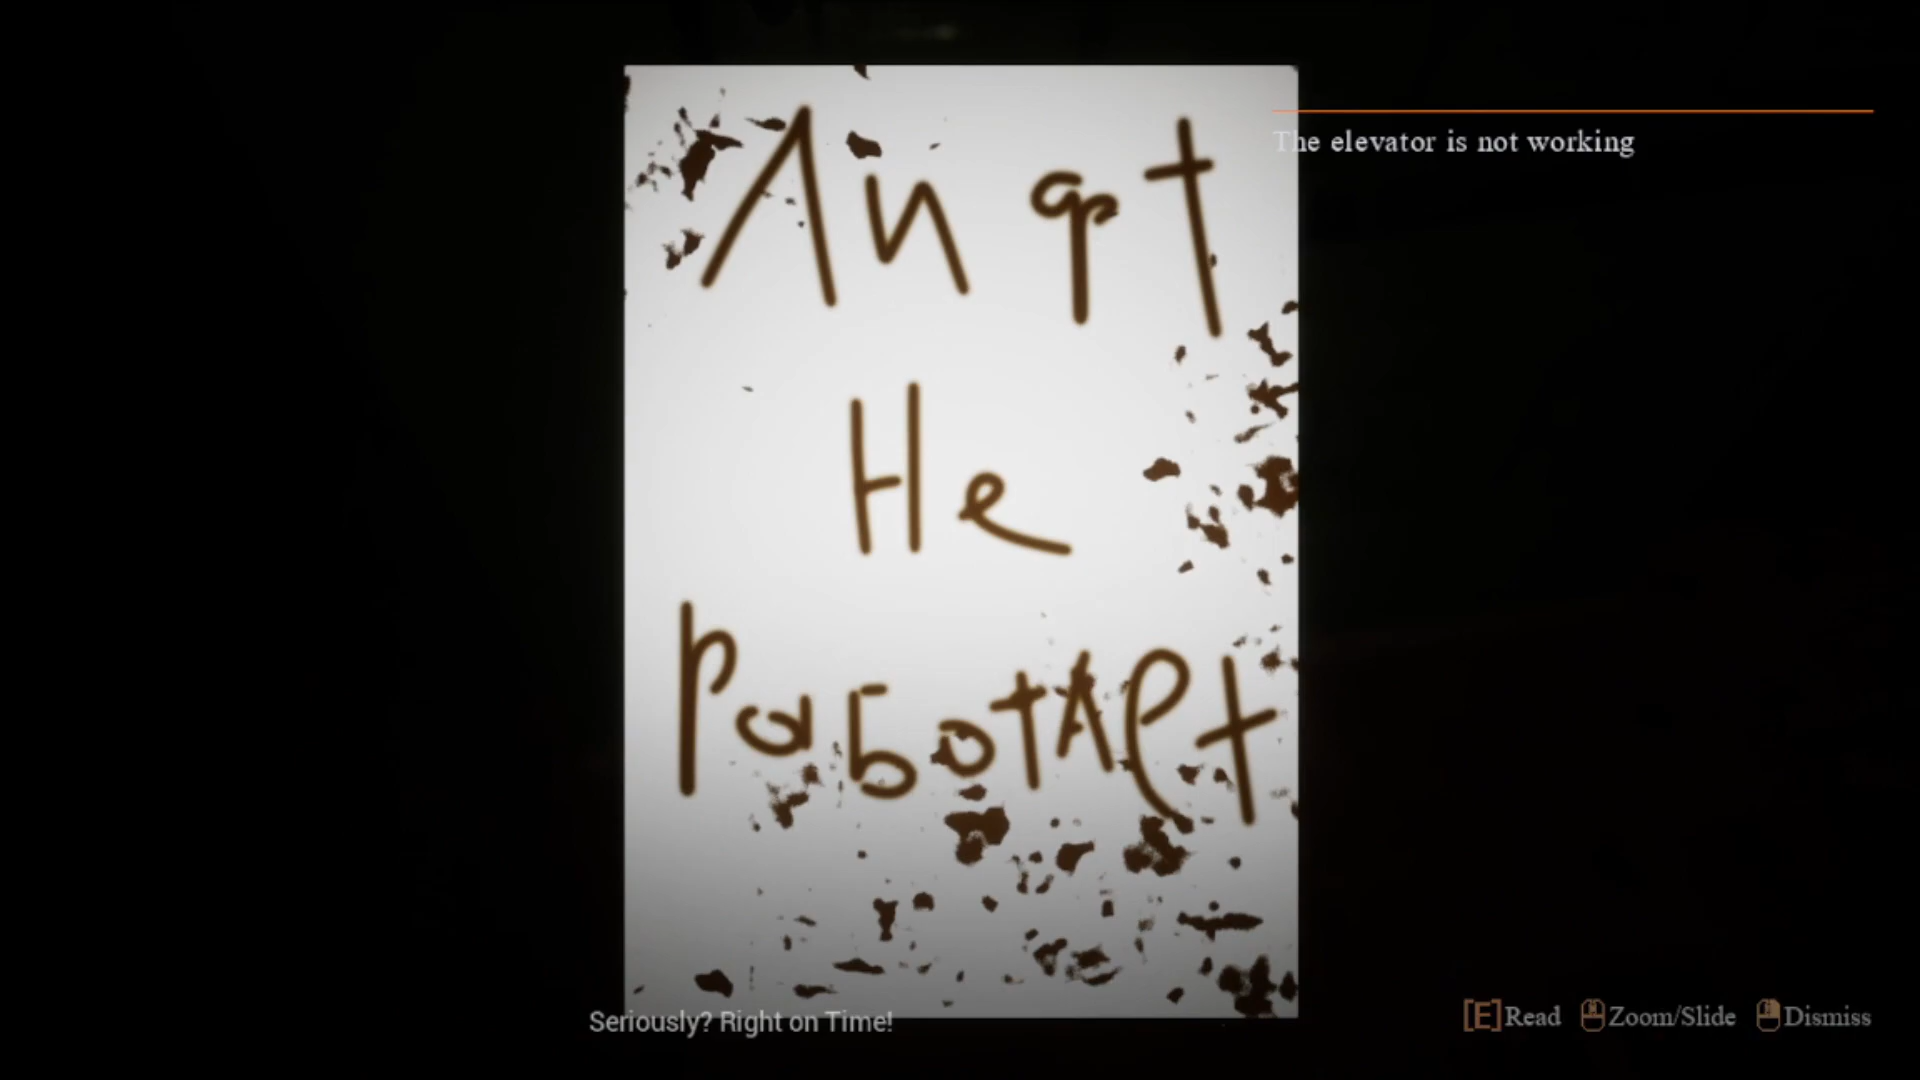 Лифт
The elevator is not working
Не
работает
Seriously? Right on Time!
[E]Read Zoom/Slide Dismiss